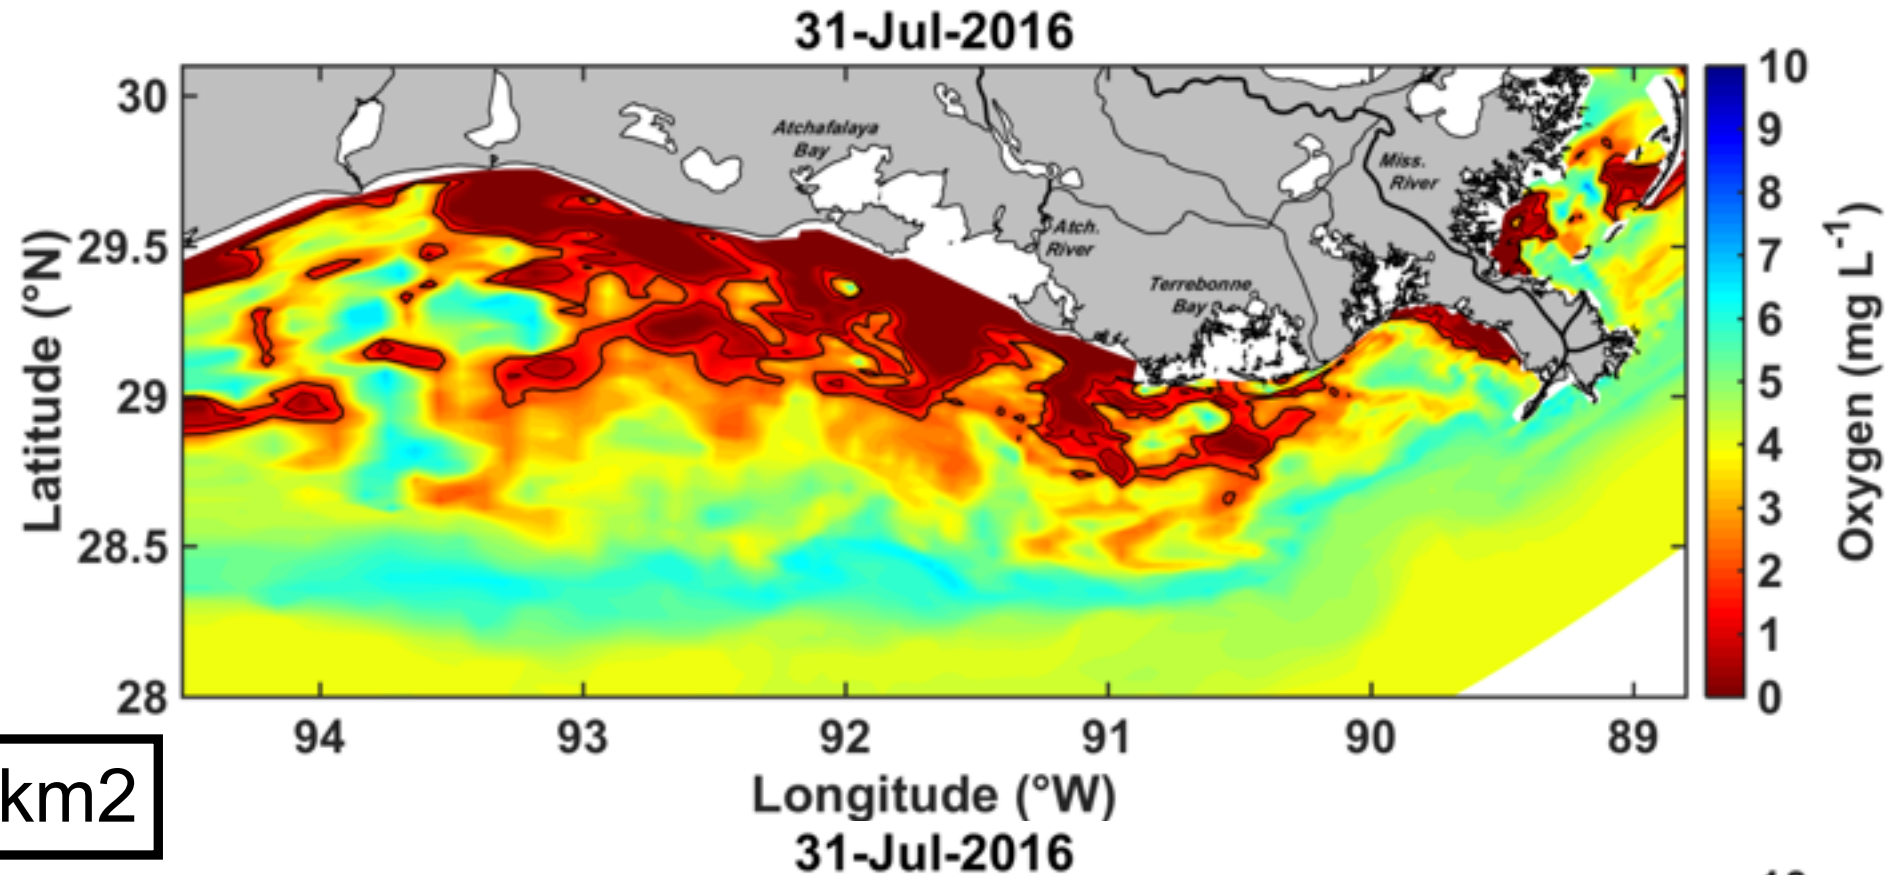 31-Jul-2016
Atchafalaya
Bay
Miss.
River
Atch.
River
Terrebonne
Bay
30
29.5
29
28.5
28
Latitude (°N)
94 93 92 91 90 89
Longitude (°W)
10
9
8
7
6
5
4
3
2
1
0
Oxygen (mg L-1)
km2
31-Jul-2016